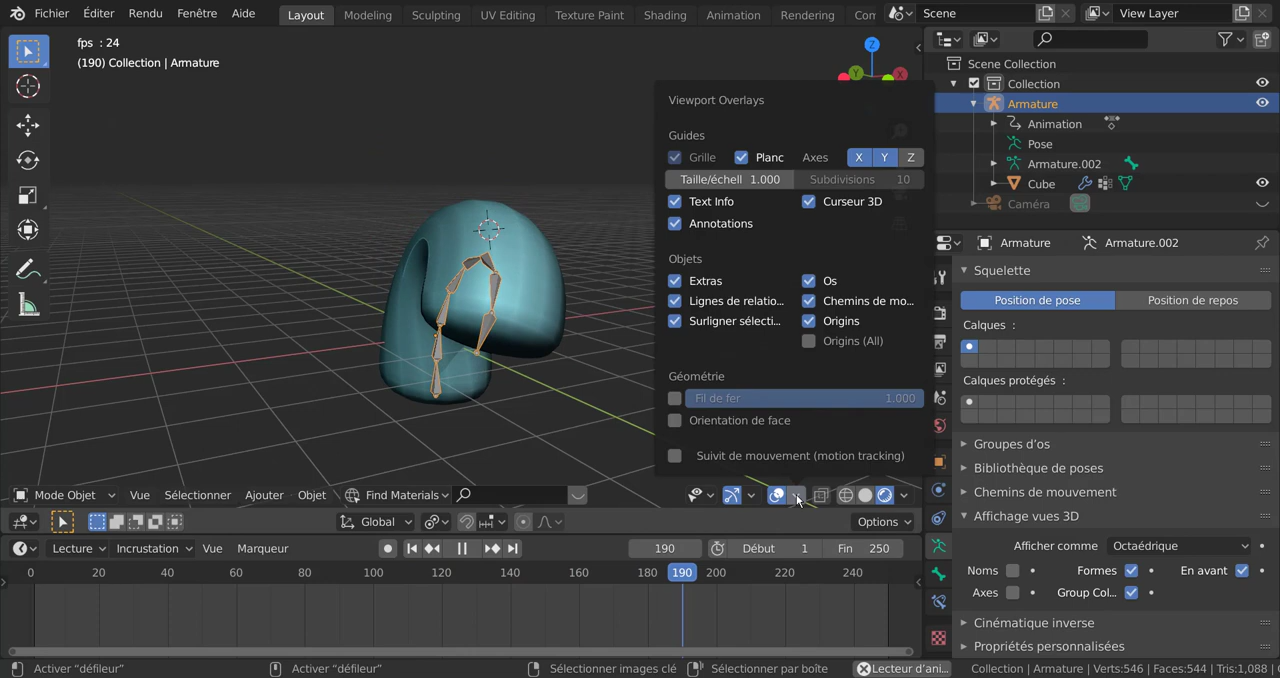 Fichier Éditer Rendu Fenêtre Aide Layout Modeling Sculpting UV Editing Texture Paint Shading Animation Rendering Com Scene View Layer
fps : 24
(190) Collection | Armature
Z
Y
X
Viewport Overlays
Guides
Grille Planc Axes X Y Z
Taille/échell 1.000 Subdivisions 10
Text Info Curseur 3D
Annotations
Objets
Extras Os
Lignes de relatio... Chemins de mo...
Surligner sélecti... Origins
Origins (All)
Géométrie
Fil de fer 1.000
Orientation de face
Suivit de mouvement (motion tracking)
Scene Collection
Collection
Armature
Animation
Pose
Armature.002
Cube
Caméra
Armature Armature.002
Squelette
Position de pose Position de repos
Calques :
Calques protégés :
Groupes d'os
Bibliothèque de poses
Chemins de mouvement
Affichage vues 3D
Afficher comme Octaédrique
Noms Formes En avant
Axes Group Col...
Cinématique inverse
Propriétés personnalisées
Mode Objet Vue Sélectionner Ajouter Objet Find Materials
Global Options
Lecture Incrustation Vue Marqueur 190 Début 1 Fin 250
0 20 40 60 80 100 120 140 160 180 190 200 220 240
Activer “défileur” Activer “défileur” Sélectionner images clé Sélectionner par boîte Lecteur d'ani... Collection | Armature | Verts:546 | Faces:544 | Tris:1,088 |